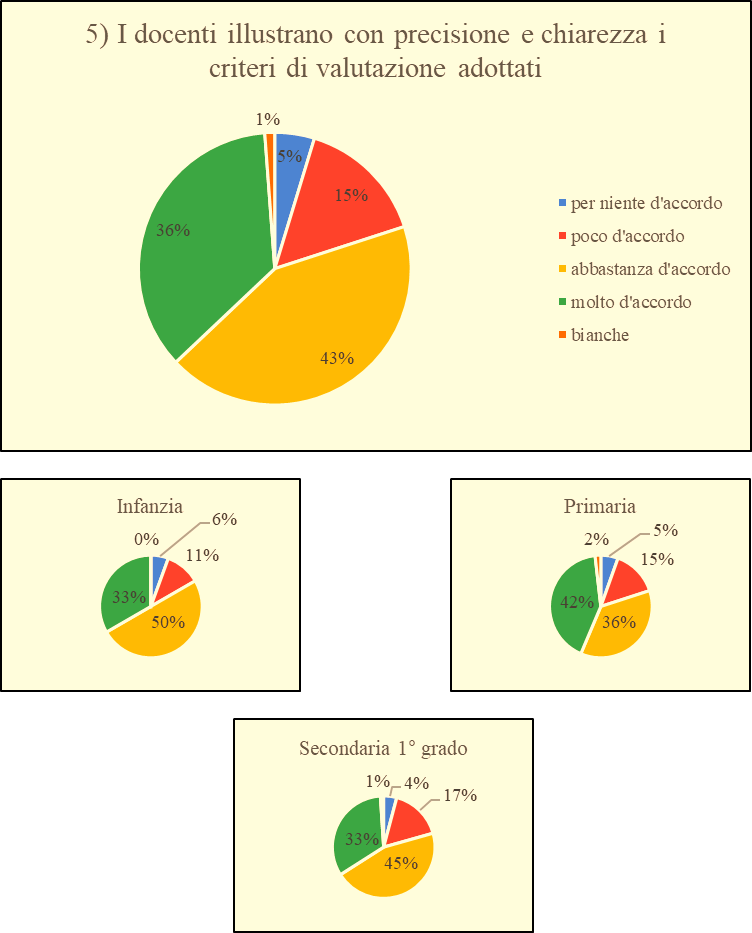 5) I docenti illustrano con precisione e chiarezza i
criteri di valutazione adottati
1%
5%
15%
36%
43%
per niente d'accordo
poco d'accordo
abbastanza d'accordo
molto d'accordo
bianche
Infanzia
0%
6%
11%
33%
50%
Primaria
2%
5%
15%
42%
36%
Secondaria 1° grado
1%
4%
17%
33%
45%